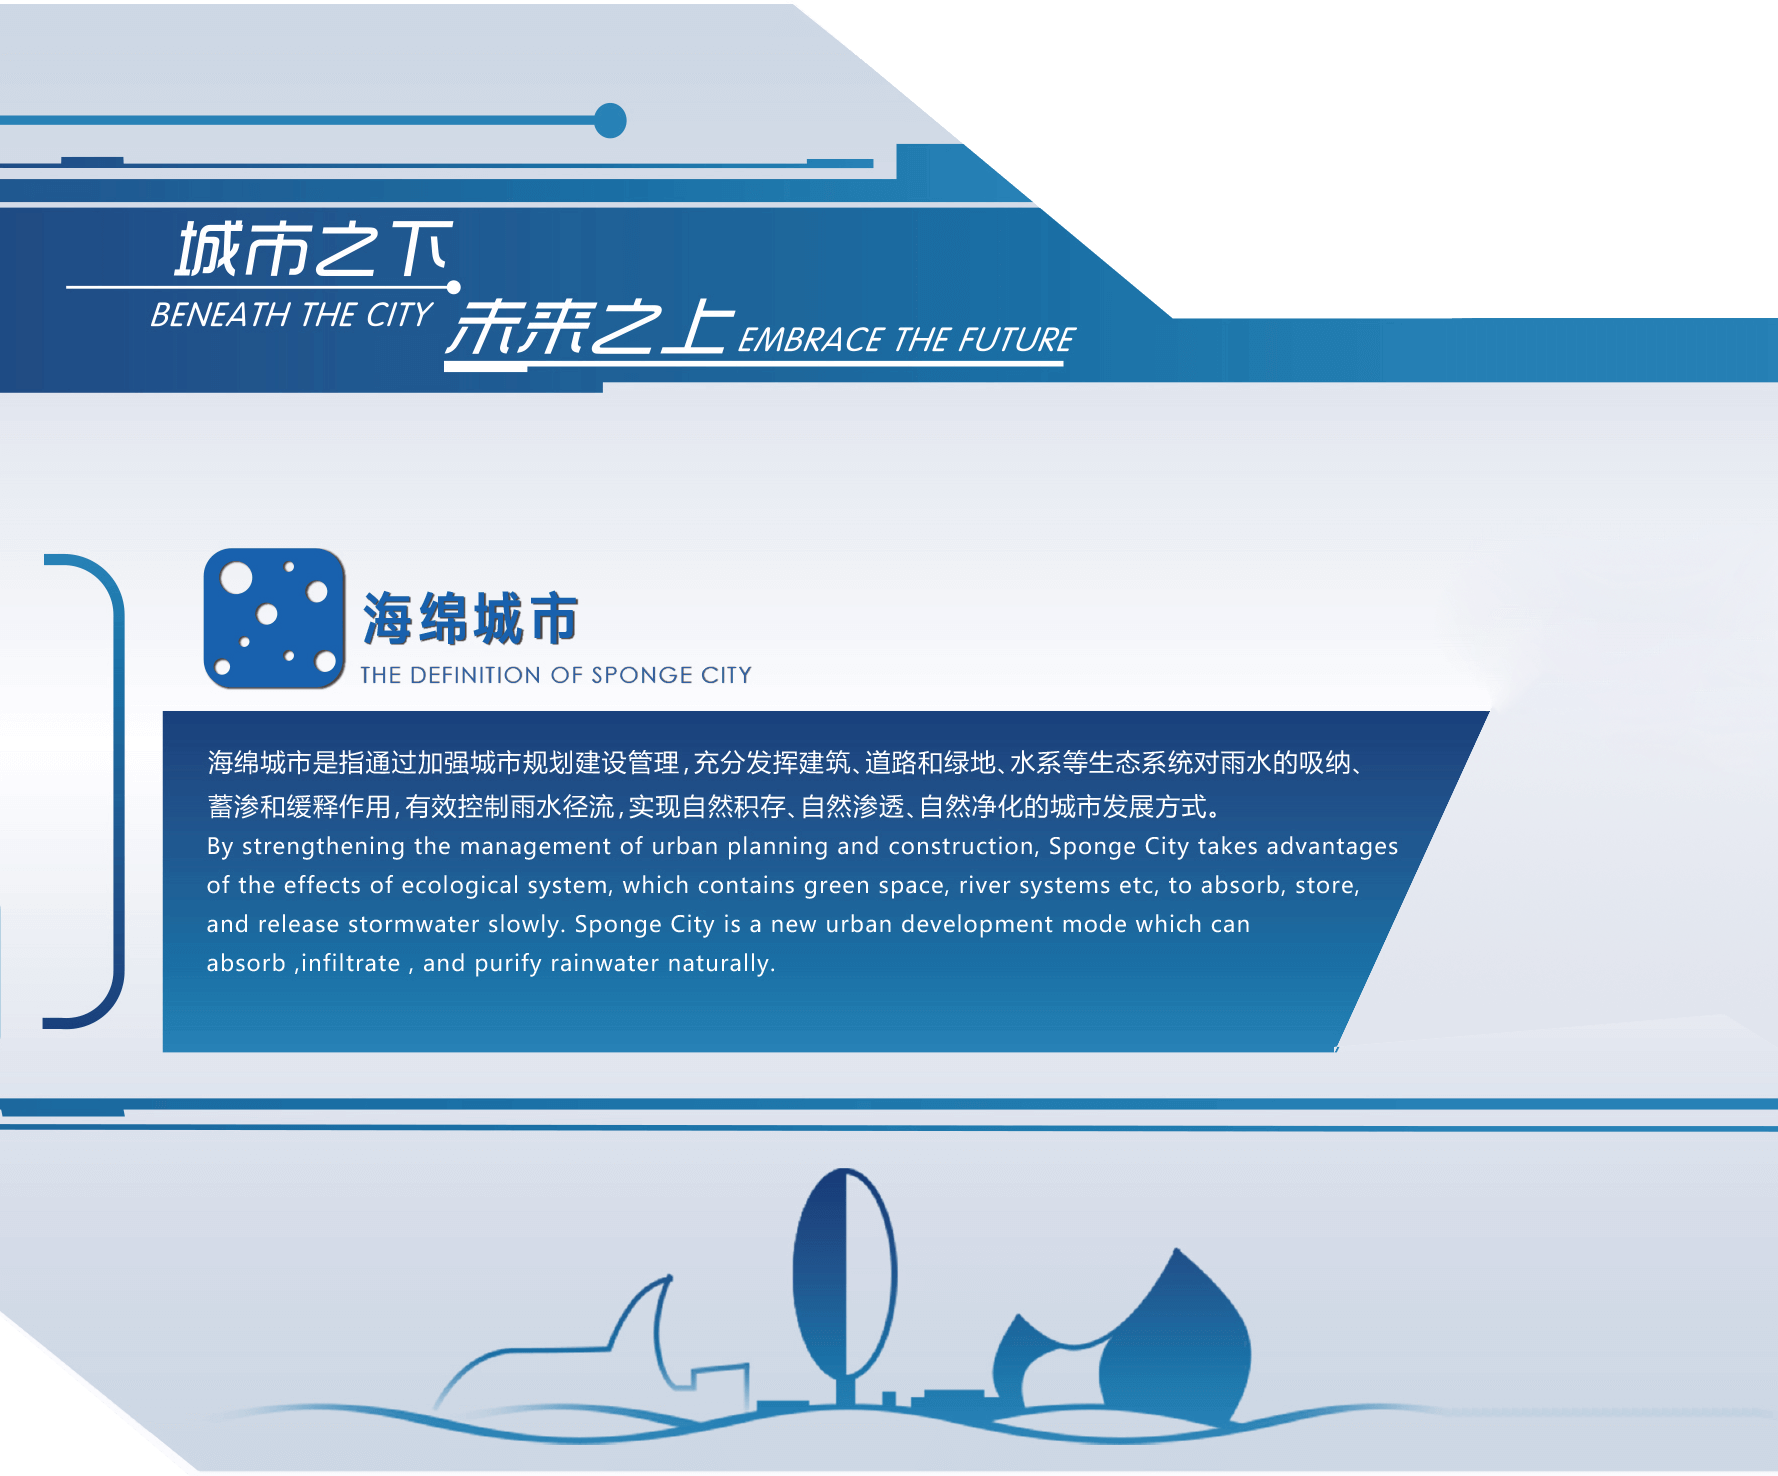 城市之下
BENEATH THE CITY
未来之上 EMBRACE THE FUTURE
海绵城市
THE DEFINITION OF SPONGE CITY
海绵城市是指通过加强城市规划建设管理,充分发挥建筑、道路和绿地、水系等生态系统对雨水的吸纳、
蓄渗和缓释作用,有效控制雨水径流,实现自然积存、自然渗透、自然净化的城市发展方式。
By strengthening the management of urban planning and construction, Sponge City takes advantages
of the effects of ecological system, which contains green space, river systems etc, to absorb, store,
and release stormwater slowly. Sponge City is a new urban development mode which can
absorb ,infiltrate , and purify rainwater naturally.